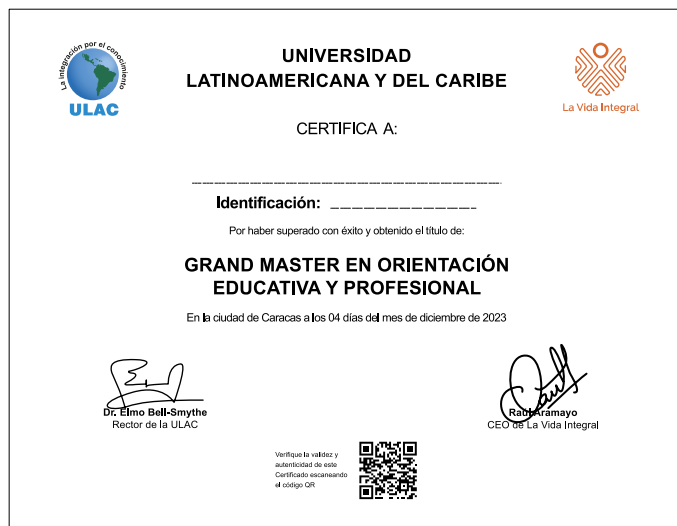 La integración por el conocimiento
ULAC
UNIVERSIDAD
LATINOAMERICANA Y DEL CARIBE
La Vida Integral
CERTIFICA A:
Identificación:
Por haber superado con éxito y obtenido el título de:
GRAND MASTER EN ORIENTACIÓN
EDUCATIVA Y PROFESIONAL
En la ciudad de Caracas a los 04 días del mes de diciembre de 2023
Dr. Elmo Bell-Smythe
Rector de la ULAC
Raúl Aramayo
CEO de La Vida Integral
Verifique la validez y
autenticidad de este
Certificado escaneando
el código QR